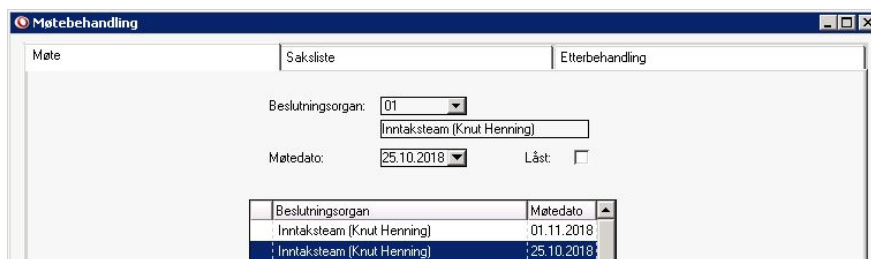 Møtebehandling
Møte Saksliste Etterbehandling
Beslutningsorgan: 01
Inntaksteam (Knut Henning)
Møtedato: 25.10.2018 Låst:
Beslutningsorgan Møtedato
Inntaksteam (Knut Henning) 01.11.2018
Inntaksteam (Knut Henning) 25.10.2018